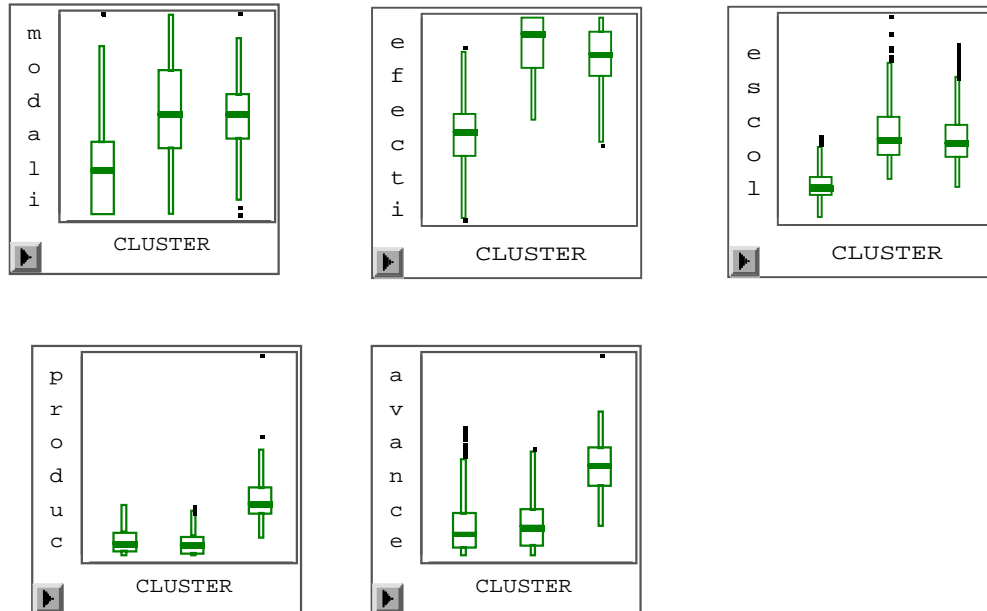 modali
CLUSTER
efecti
CLUSTER
escol
CLUSTER
produc
CLUSTER
avance
CLUSTER